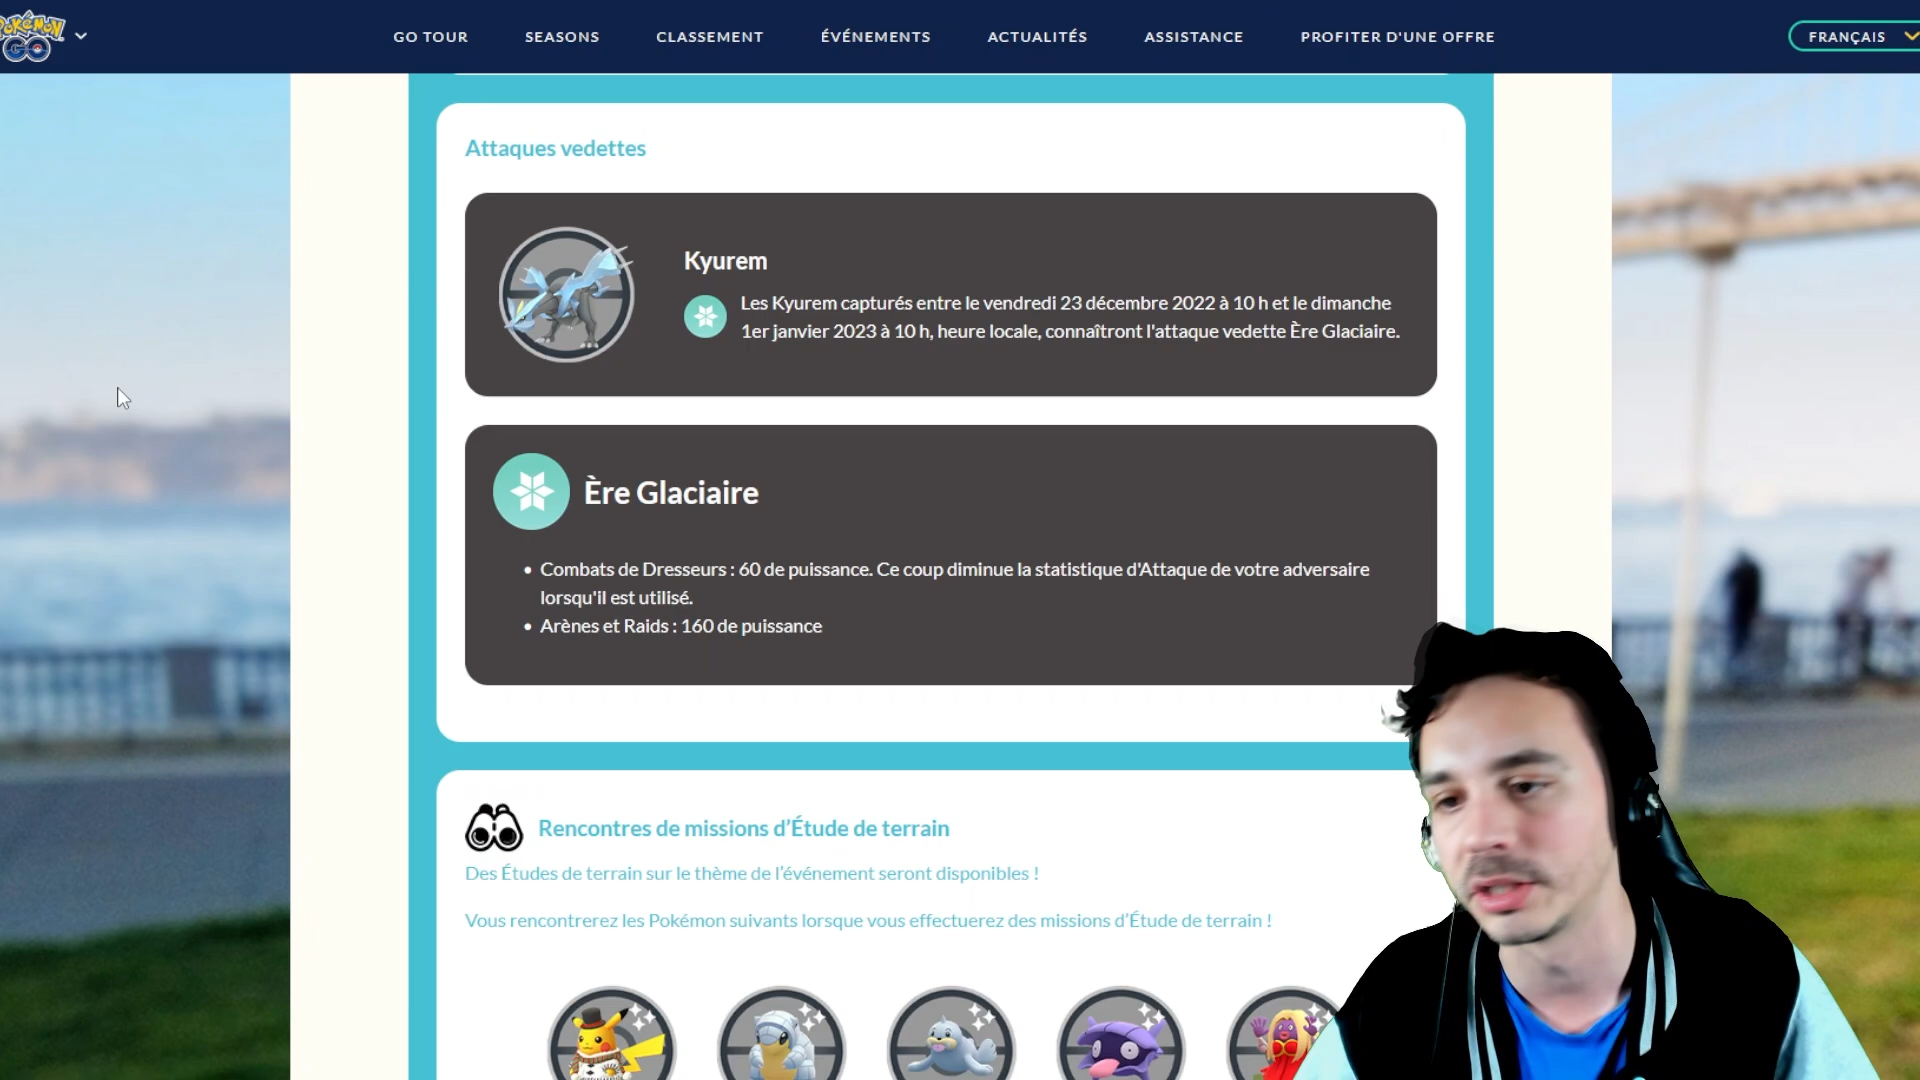 Pokémon GO
GO TOUR
SEASONS
CLASSEMENT
ÉVÉNEMENTS
ACTUALITÉS
ASSISTANCE
PROFITER D'UNE OFFRE
FRANÇAIS
Attaques vedettes
Kyurem
Les Kyurem capturés entre le vendredi 23 décembre 2022 à 10 h et le dimanche
1er janvier 2023 à 10 h, heure locale, connaîtront l'attaque vedette Ère Glaciaire.
Ère Glaciaire
• Combats de Dresseurs : 60 de puissance. Ce coup diminue la statistique d'Attaque de votre adversaire
lorsqu'il est utilisé.
• Arènes et Raids : 160 de puissance
Rencontres de missions d’Étude de terrain
Des Études de terrain sur le thème de l’événement seront disponibles !
Vous rencontrerez les Pokémon suivants lorsque vous effectuerez des missions d’Étude de terrain !